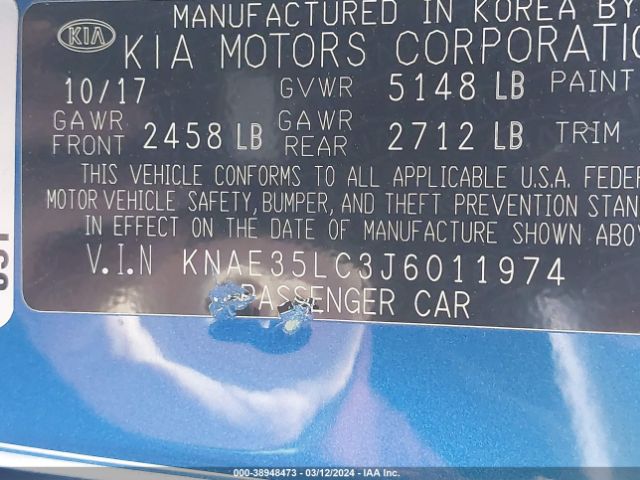 MANUFACTURED IN KOREA BY
KIA KIA MOTORS CORPORATION
10/17 GVWR 5148 LB PAINT
GAWR FRONT 2458 LB GAWR REAR 2712 LB TRIM
THIS VEHICLE CONFORMS TO ALL APPLICABLE U.S.A. FEDER
MOTOR VEHICLE SAFETY, BUMPER, AND THEFT PREVENTION STAN
IN EFFECT ON THE DATE OF MANUFACTURE SHOWN ABOV
V.I.N KNAE35LC3J6011974
PASSENGER CAR
000-38948473 - 03/12/2024 - IAA Inc.